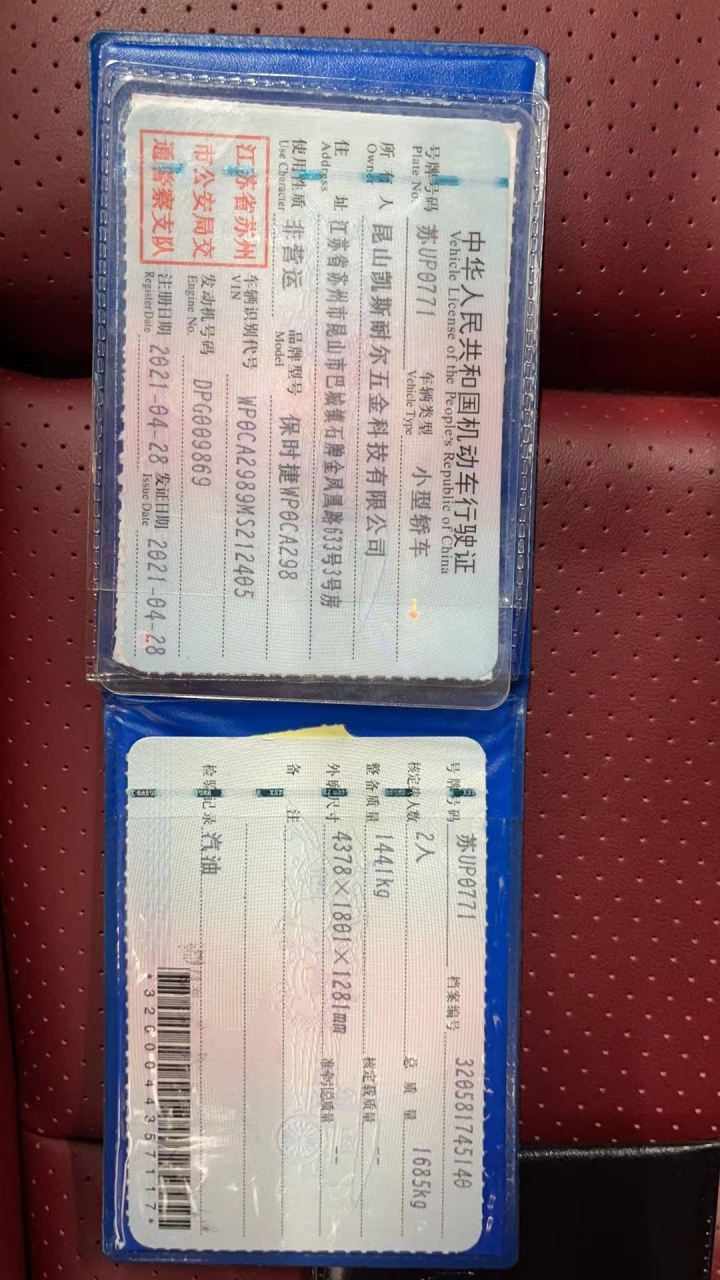 中华人民共和国机动车行驶证
Vehicle License of the People's Republic of China
号牌号码 苏UP0771 车辆类型 小型轿车
Plate No. Vehicle Type
所有人 昆山凯斯耐尔五金科技有限公司
Owner
住址 江苏省苏州市昆山市巴城镇石牌金凤凰路633号3号房
Address
使用性质 非营运 品牌型号 保时捷WP0CA298
Use Character Model
江苏省苏州
市公安局交
通警察支队
车辆识别代号 WP0CA2989MS212405
VIN
发动机号码 DPG009869
Engine No.
注册日期 2021-04-28 发证日期 2021-04-28
Register Date Issue Date
号牌号码 苏UP0771 档案编号 320581745140
核定载人数 2人 总质量 1685kg
整备质量 1441kg 核定载质量 --
外廓尺寸 4378×1801×1281mm 准牵引总质量 --
备注
检验记录 汽油
*32G0044357117*